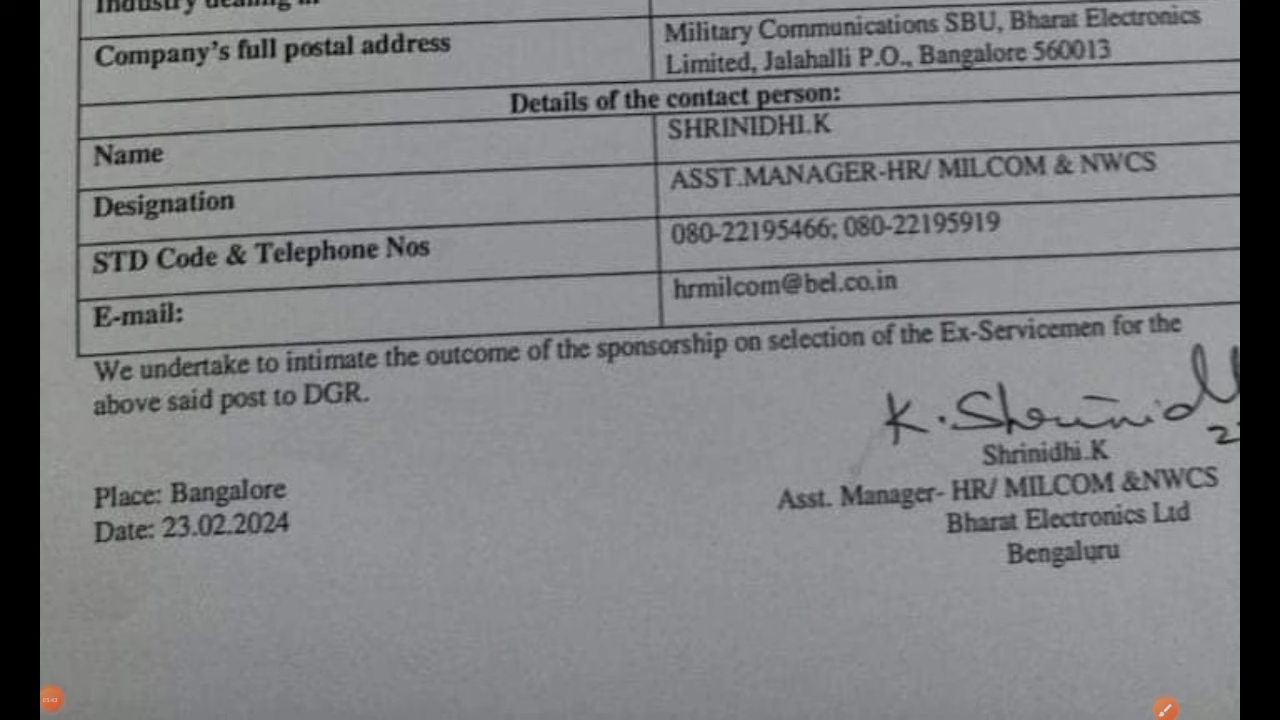 Industry dealing in
Company's full postal address
Military Communications SBU, Bharat Electronics
Limited, Jalahalli P.O., Bangalore 560013
Details of the contact person:
Name
SHRINIDHI.K
Designation
ASST.MANAGER-HR/ MILCOM & NWCS
STD Code & Telephone Nos
080-22195466; 080-22195919
E-mail:
hrmilcom@bel.co.in
We undertake to intimate the outcome of the sponsorship on selection of the Ex-Servicemen for the
above said post to DGR.
K. Shrinid
Shrinidhi.K
Asst. Manager- HR/ MILCOM &NWCS
Bharat Electronics Ltd
Bengaluru
Place: Bangalore
Date: 23.02.2024